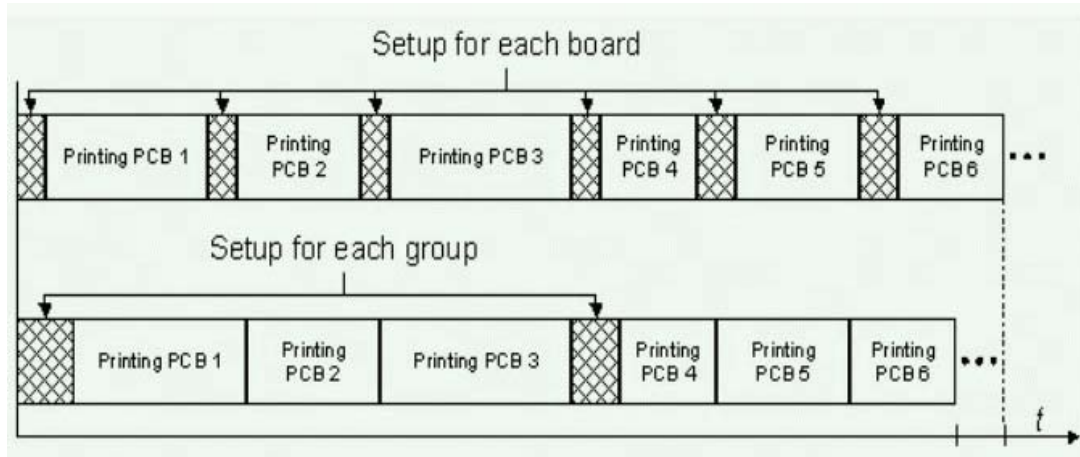 Setup for each board
Printing PCB 1
Printing
PCB 2
Printing PCB 3
Printing
PCB 4
Printing
PCB 5
Printing
PCB 6
Setup for each group
Printing PCB 1
Printing
PCB 2
Printing PCB 3
Printing
PCB 4
Printing
PCB 5
Printing
PCB 6
t